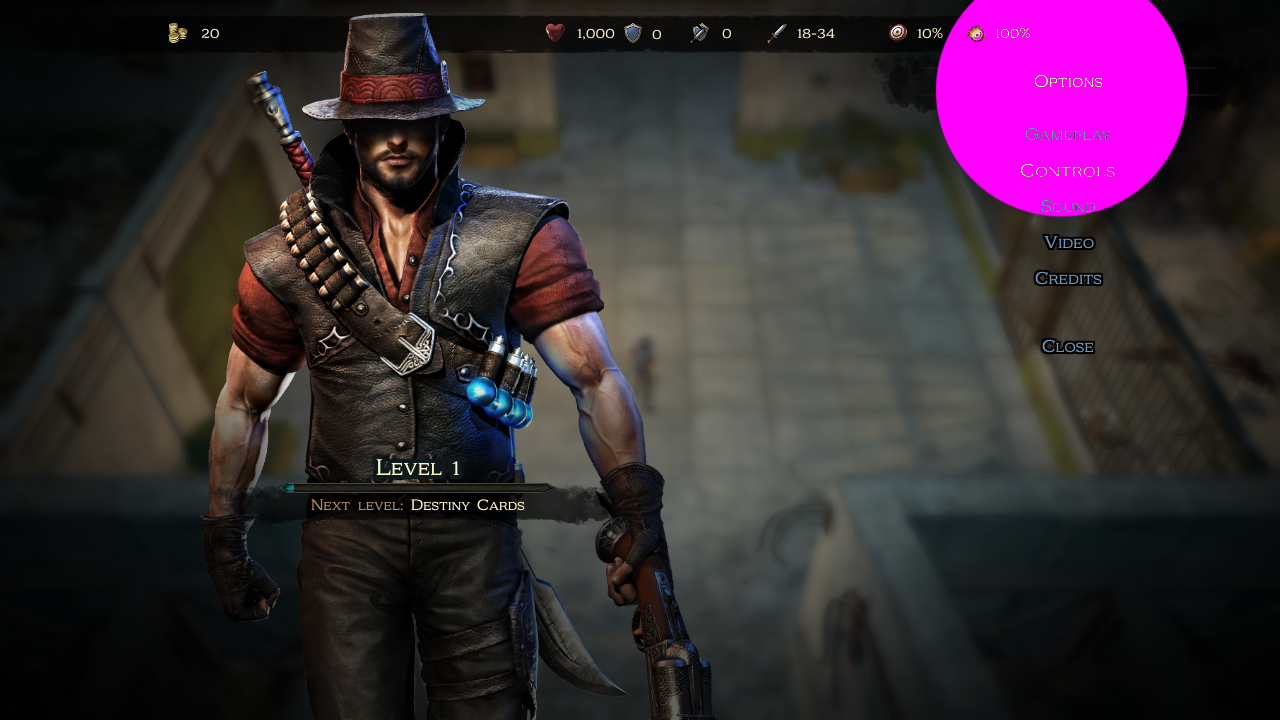 20 1,000 0 0 18-34 10% 100%
Options
Gameplay
Controls
Sound
Video
Credits
Close
Level 1
Next level: Destiny Cards